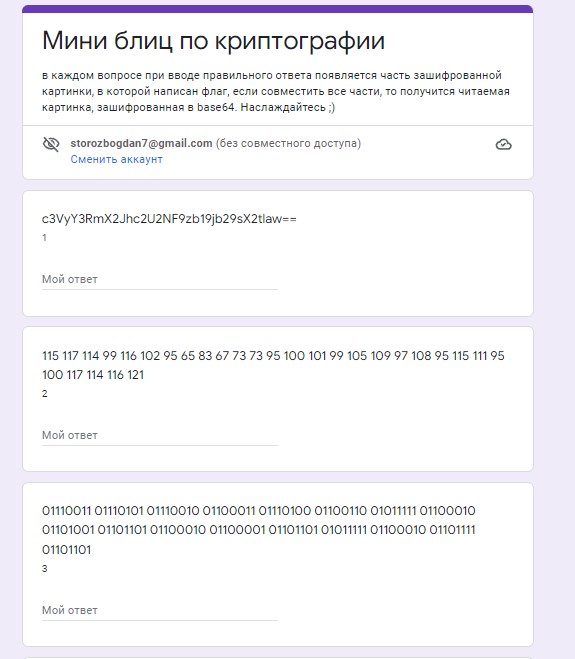 Мини блиц по криптографии
в каждом вопросе при вводе правильного ответа появляется часть зашифрованной
картинки, в которой написан флаг, если совместить все части, то получится читаемая
картинка, зашифрованная в base64. Наслаждайтесь ;)
storozbogdan7@gmail.com (без совместного доступа)
Сменить аккаунт
c3VyY3RmX2Jhc2U2NF9zb19jb29sX2tlaw==
1
Мой ответ
115 117 114 99 116 102 95 65 83 67 73 73 95 100 101 99 105 109 97 108 95 115 111 95
100 117 114 116 121
2
Мой ответ
01110011 01110101 01110010 01100011 01110100 01100110 01011111 01100010
01101001 01101101 01100010 01100001 01101101 01011111 01100010 01101111
01101101
3
Мой ответ